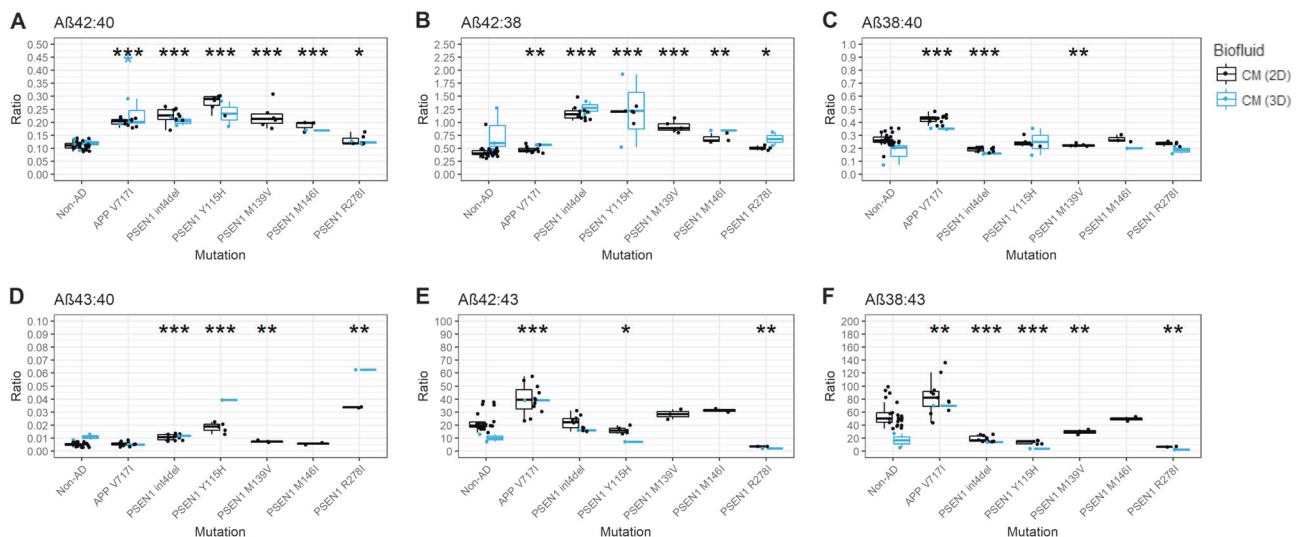 A Aß42:40
0.50
0.45
0.40
0.35
0.30
0.25
0.20
0.15
0.10
0.05
0.00
Ratio
*** *** *** *** *** *
*
Non-AD
APP V717I
PSEN1 int4del
PSEN1 Y115H
PSEN1 M139V
PSEN1 M146I
PSEN1 R278I
Mutation
B Aß42:38
2.50
2.25
2.00
1.75
1.50
1.25
1.00
0.75
0.50
0.25
0.00
Ratio
** *** *** *** ** *
Non-AD
APP V717I
PSEN1 int4del
PSEN1 Y115H
PSEN1 M139V
PSEN1 M146I
PSEN1 R278I
Mutation
C Aß38:40
1.0
0.9
0.8
0.7
0.6
0.5
0.4
0.3
0.2
0.1
0.0
Ratio
*** *** **
Non-AD
APP V717I
PSEN1 int4del
PSEN1 Y115H
PSEN1 M139V
PSEN1 M146I
PSEN1 R278I
Mutation
Biofluid
CM (2D)
CM (3D)
D Aß43:40
0.10
0.09
0.08
0.07
0.06
0.05
0.04
0.03
0.02
0.01
0.00
Ratio
*** *** ** **
Non-AD
APP V717I
PSEN1 int4del
PSEN1 Y115H
PSEN1 M139V
PSEN1 M146I
PSEN1 R278I
Mutation
E Aß42:43
100
90
80
70
60
50
40
30
20
10
0
Ratio
*** * **
Non-AD
APP V717I
PSEN1 int4del
PSEN1 Y115H
PSEN1 M139V
PSEN1 M146I
PSEN1 R278I
Mutation
F Aß38:43
200
180
160
140
120
100
80
60
40
20
0
Ratio
** *** *** ** **
Non-AD
APP V717I
PSEN1 int4del
PSEN1 Y115H
PSEN1 M139V
PSEN1 M146I
PSEN1 R278I
Mutation